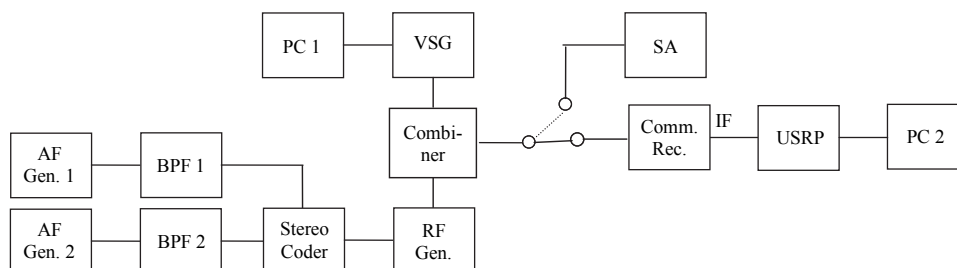 PC 1
VSG
SA
Combi-
ner
Comm.
Rec.
IF
USRP
PC 2
AF
Gen. 1
BPF 1
AF
Gen. 2
BPF 2
Stereo
Coder
RF
Gen.